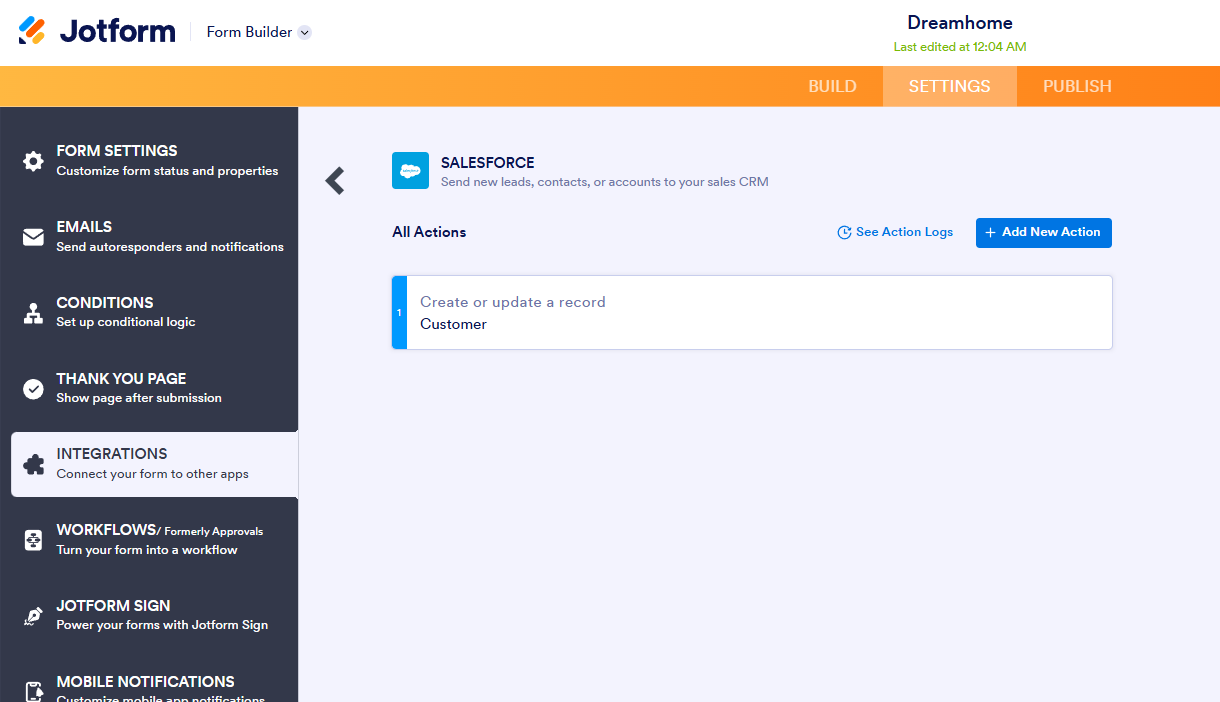 Jotform
Form Builder
Dreamhome
Last edited at 12:04 AM
BUILD
SETTINGS
PUBLISH
FORM SETTINGS
Customize form status and properties
EMAILS
Send autoresponders and notifications
CONDITIONS
Set up conditional logic
THANK YOU PAGE
Show page after submission
INTEGRATIONS
Connect your form to other apps
WORKFLOWS/ Formerly Approvals
Turn your form into a workflow
JOTFORM SIGN
Power your forms with Jotform Sign
MOBILE NOTIFICATIONS
Customize mobile app notifications
SALESFORCE
Send new leads, contacts, or accounts to your sales CRM
All Actions
See Action Logs
+ Add New Action
1
Create or update a record
Customer